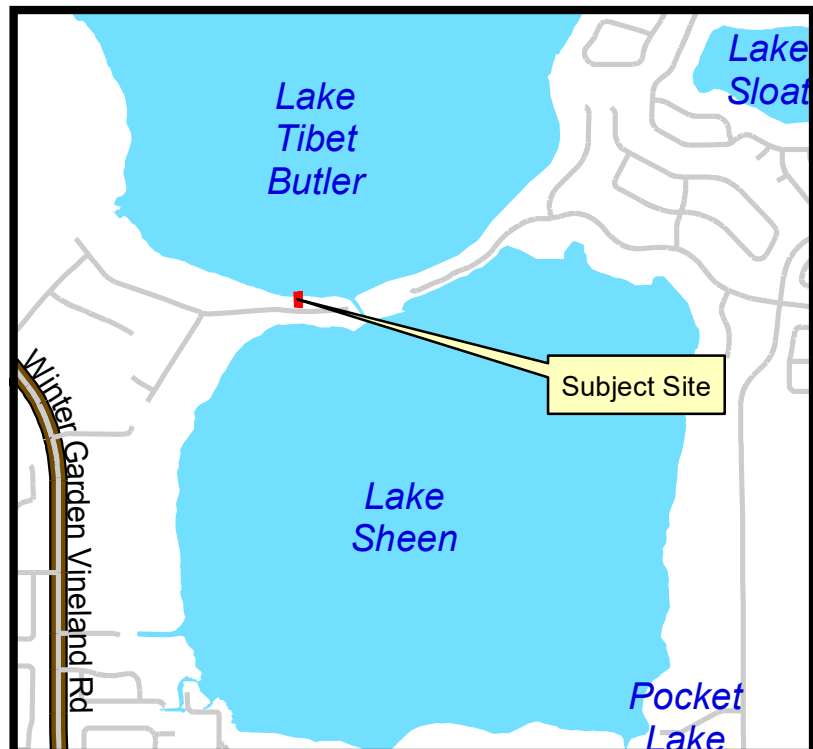 Lake
Sloat
Lake
Tibet
Butler
Subject Site
Winter Garden Vineland Rd
Lake
Sheen
Pocket
Lake